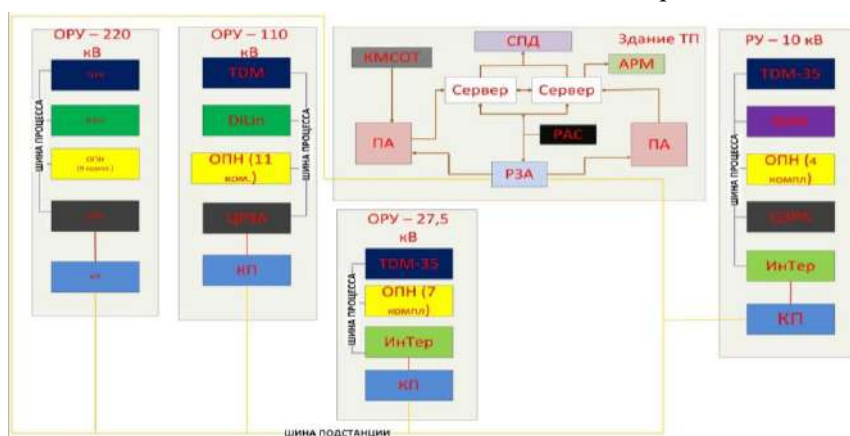 ОРУ – 220
кВ
ШИНА ПРОЦЕССА
ОПН
КП
ОРУ – 110
кВ
TDM
DiLin
ОПН (11
ком.)
ШИНА ПРОЦЕССА
КП
СПД
Здание ТП
КМСОТ
АРМ
Сервер
Сервер
ПА
РАС
ПА
РЗА
ОРУ – 27,5
кВ
TDM-35
ОПН (7
компл)
ИнТер
ШИНА ПРОЦЕССА
КП
РУ – 10 кВ
TDM-35
ОПН (4
компл)
ИнТер
ШИНА ПРОЦЕССА
КП
ШИНА ПОДСТАНЦИИ